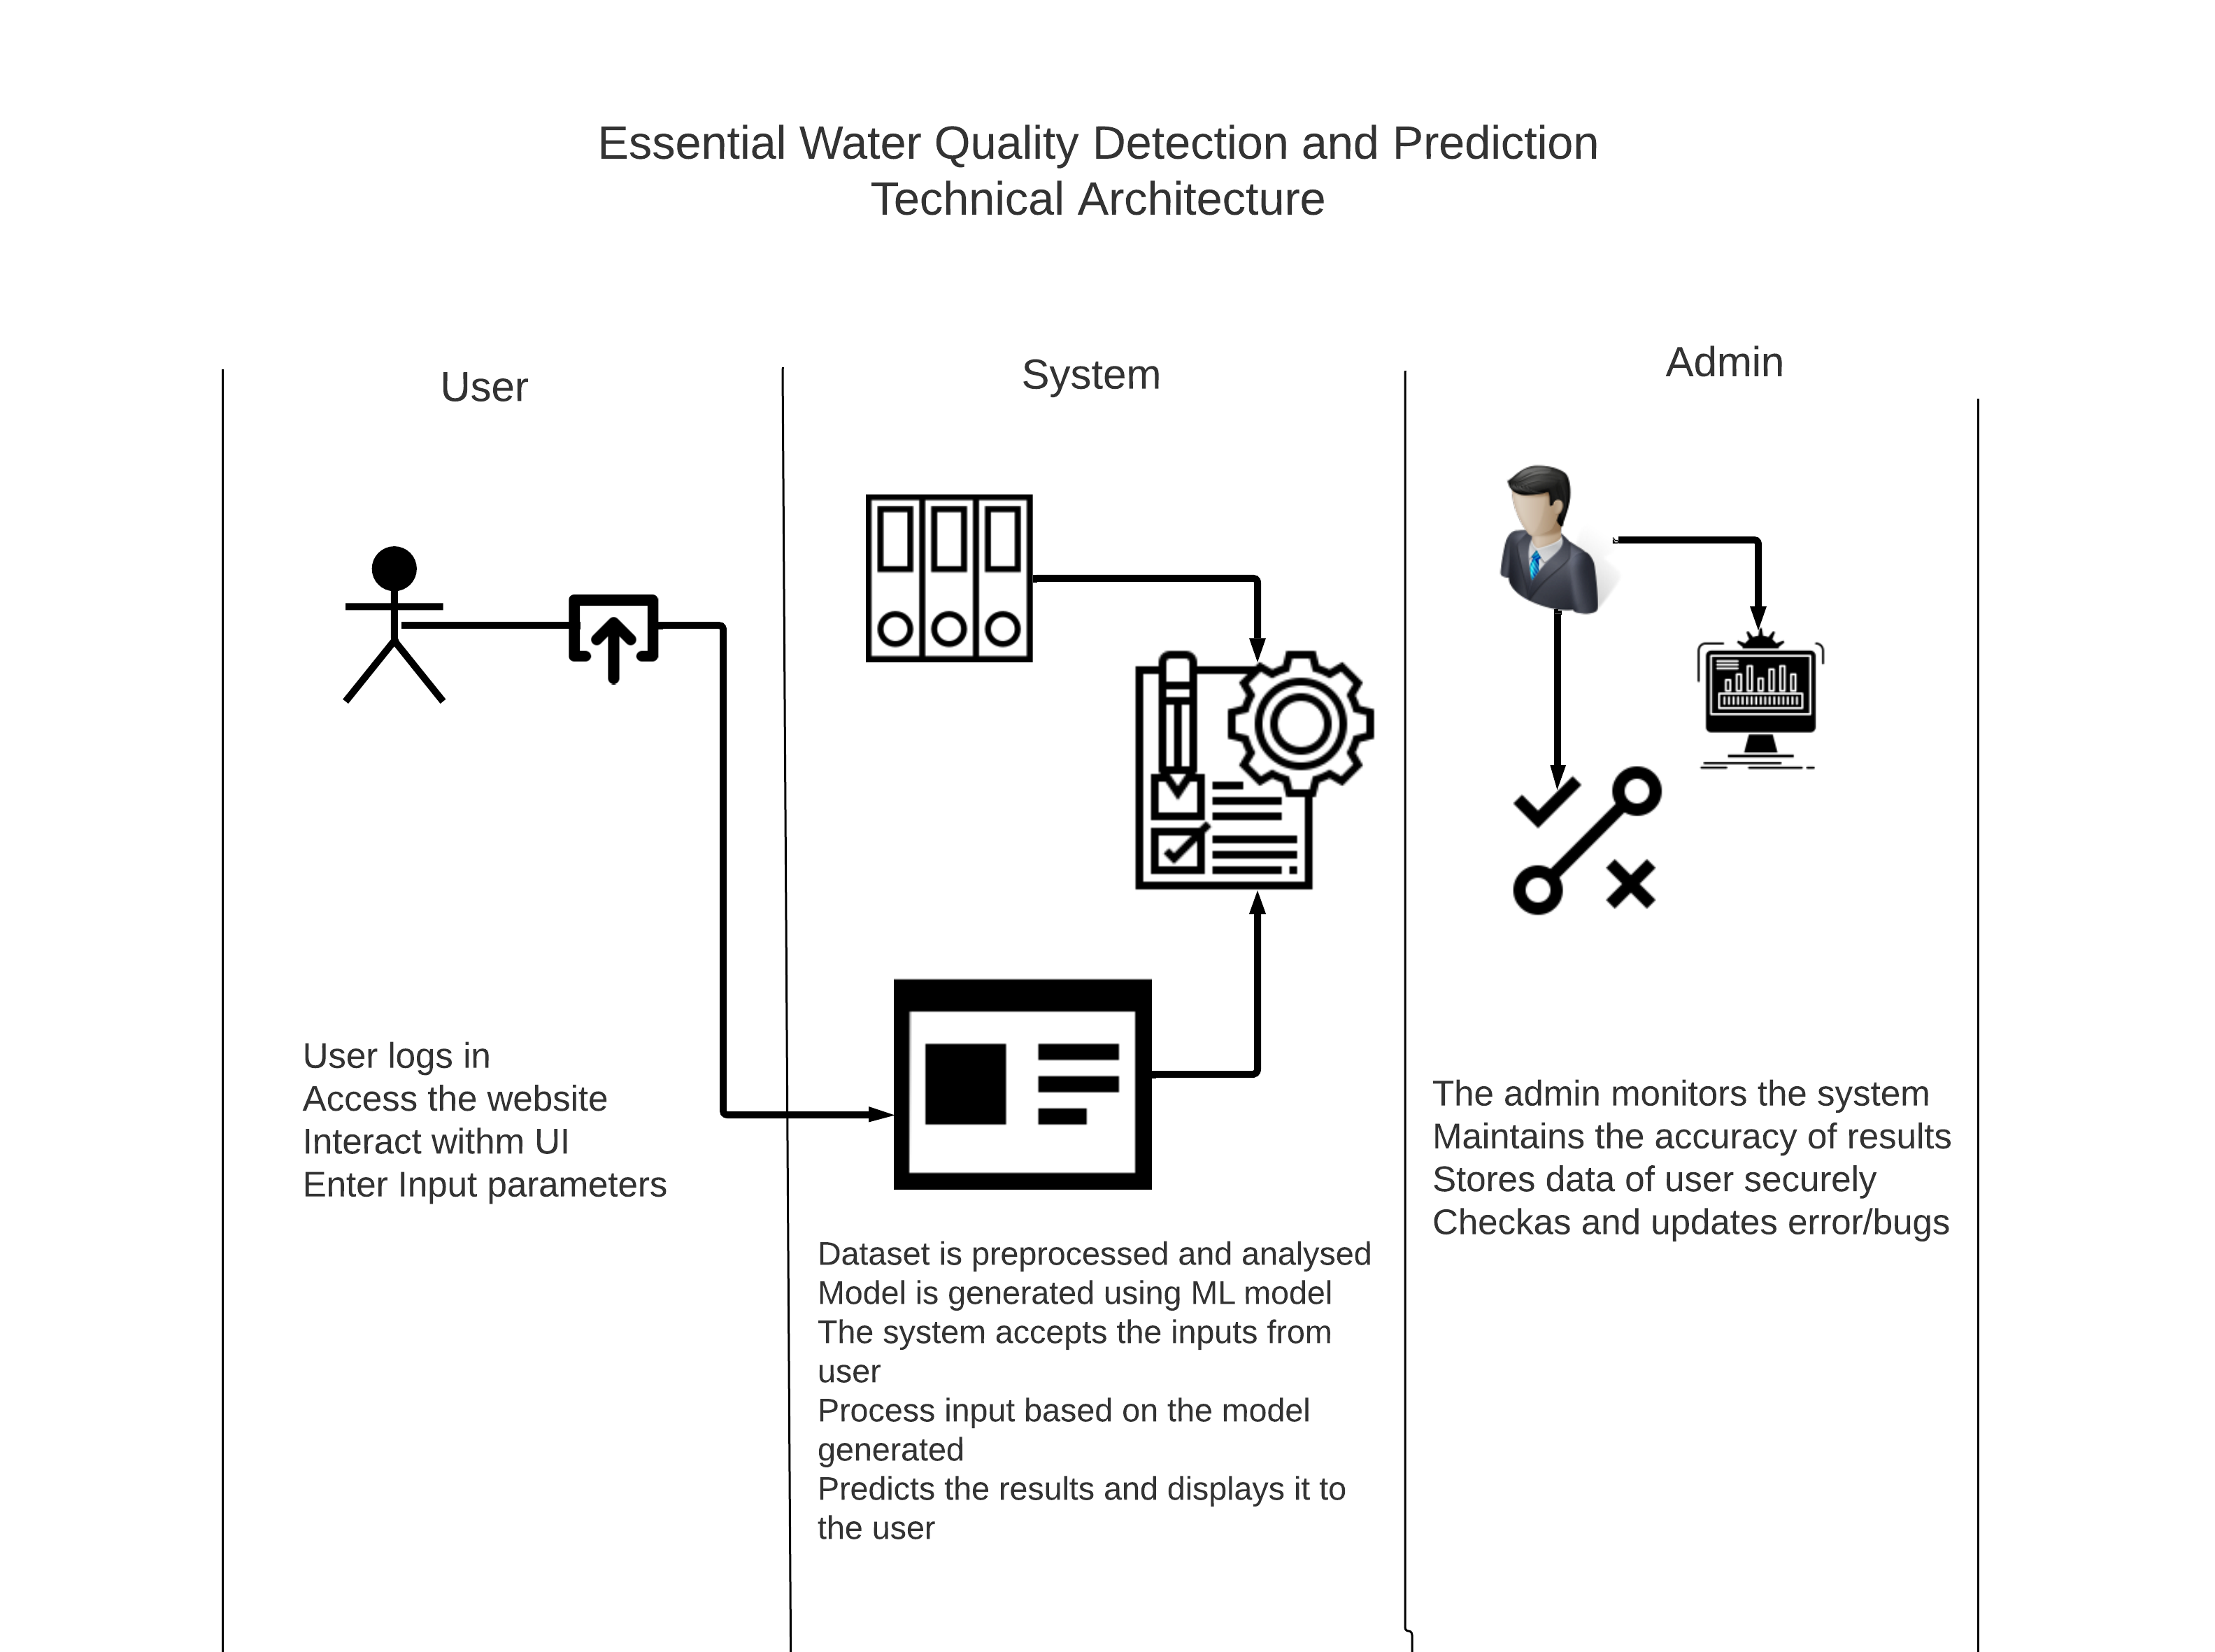 Essential Water Quality Detection and Prediction
Technical Architecture
User
System
Admin
User logs in
Access the website
Interact withm UI
Enter Input parameters
Dataset is preprocessed and analysed
Model is generated using ML model
The system accepts the inputs from
user
Process input based on the model
generated
Predicts the results and displays it to
the user
The admin monitors the system
Maintains the accuracy of results
Stores data of user securely
Checkas and updates error/bugs